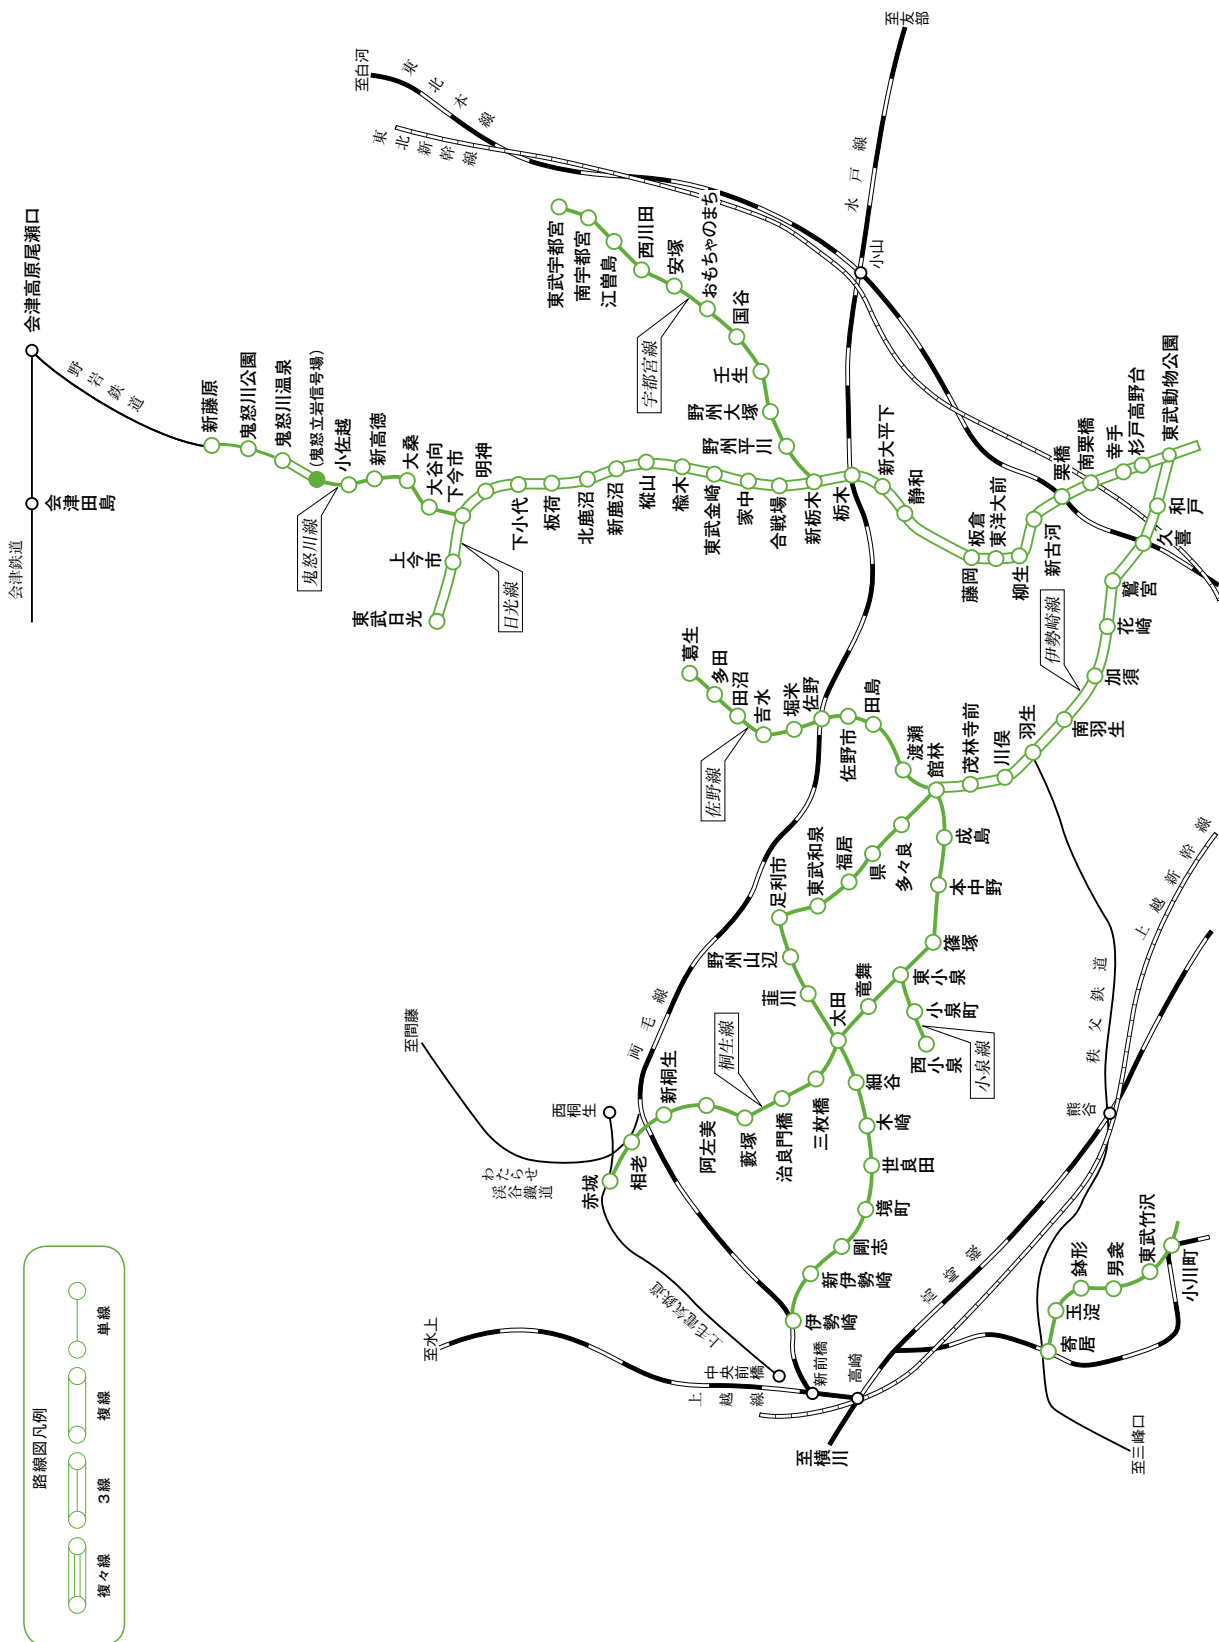 会津高原尾瀬口
野岩鉄道
会津田島
会津鉄道
新藤原
鬼怒川公園
鬼怒川温泉
(鬼怒立岩信号場)
小佐越
新高徳
大桑
大谷向
下今市
鬼怒川線
上今市
東武日光
日光線
明神
下小代
板荷
北鹿沼
新鹿沼
樅山
楡木
東武金崎
家中
合戦場
新栃木
栃木
新大平下
静和
藤岡
板倉東洋大前
柳生
新古河
栗橋
南栗橋
幸手
杉戸高野台
東武動物公園
至白河
東北本線
東北新幹線
東武宇都宮
南宇都宮
江曽島
西川田
安塚
おもちゃのまち
国谷
壬生
野州大塚
野州平川
宇都宮線
至友部
水戸線
小山
和戸
久喜
鷲宮
花崎
加須
南羽生
羽生
川俣
茂林寺前
館林
伊勢崎線
葛生
多田
田沼
吉水
堀米
佐野
佐野市
田島
渡瀬
佐野線
多々良
県
福居
東武和泉
足利市
野州山辺
韮川
太田
成島
本中野
篠塚
東小泉
小泉町
西小泉
小泉線
竜舞
両毛線
桐生線
三枚橋
治良門橋
藪塚
阿左美
新桐生
相老
赤城
西桐生
至間藤
わたらせ
渓谷鐵道
細谷
木崎
世良田
境町
剛志
新伊勢崎
伊勢崎
上毛電気鉄道
中央前橋
新前橋
高崎
至水上
上越線
至横川
高崎線
上越新幹線
秩父鉄道
熊谷
寄居
玉淀
鉢形
男衾
東武竹沢
小川町
至三峰口
路線図凡例
単線
複線
3線
複々線